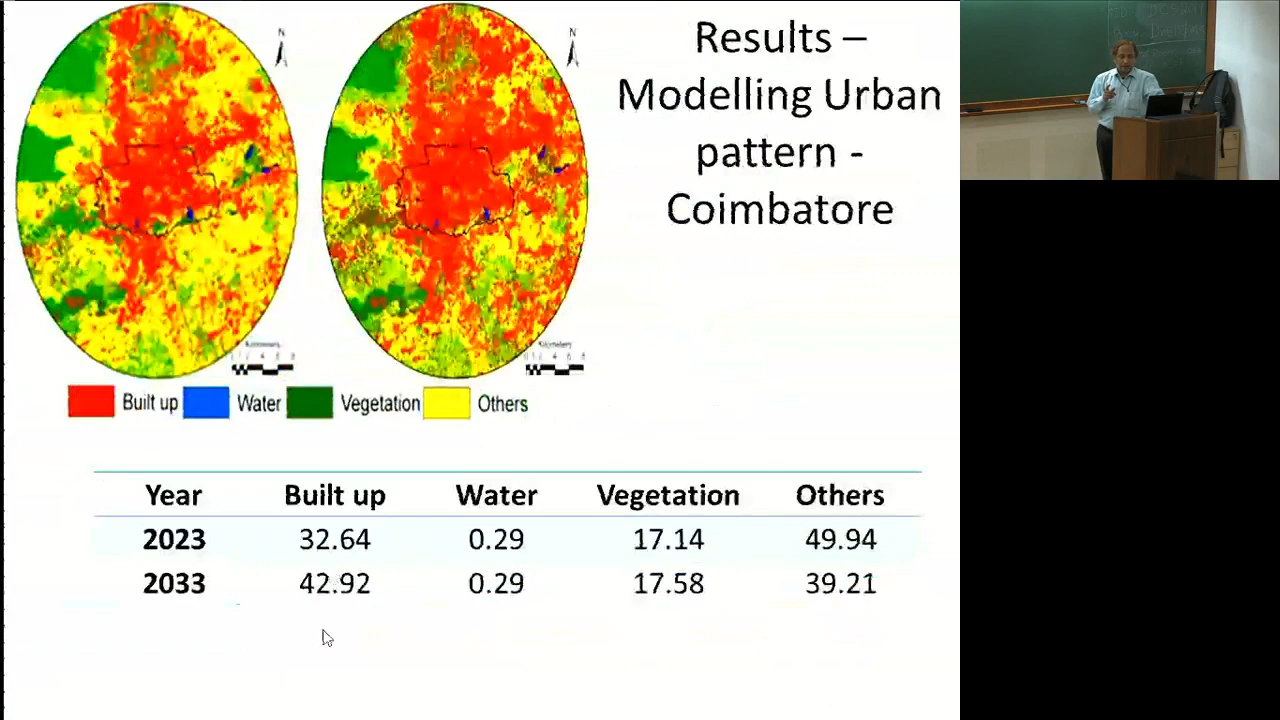 Results –
Modelling Urban
pattern -
Coimbatore
N
N
Built up Water Vegetation Others
Year Built up Water Vegetation Others
2023 32.64 0.29 17.14 49.94
2033 42.92 0.29 17.58 39.21